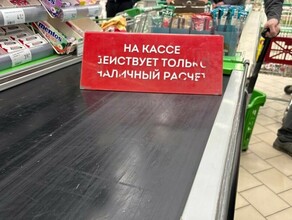 НА КАССЕ
ДЕЙСТВУЕТ ТОЛЬКО
НАЛИЧНЫЙ РАСЧЕТ